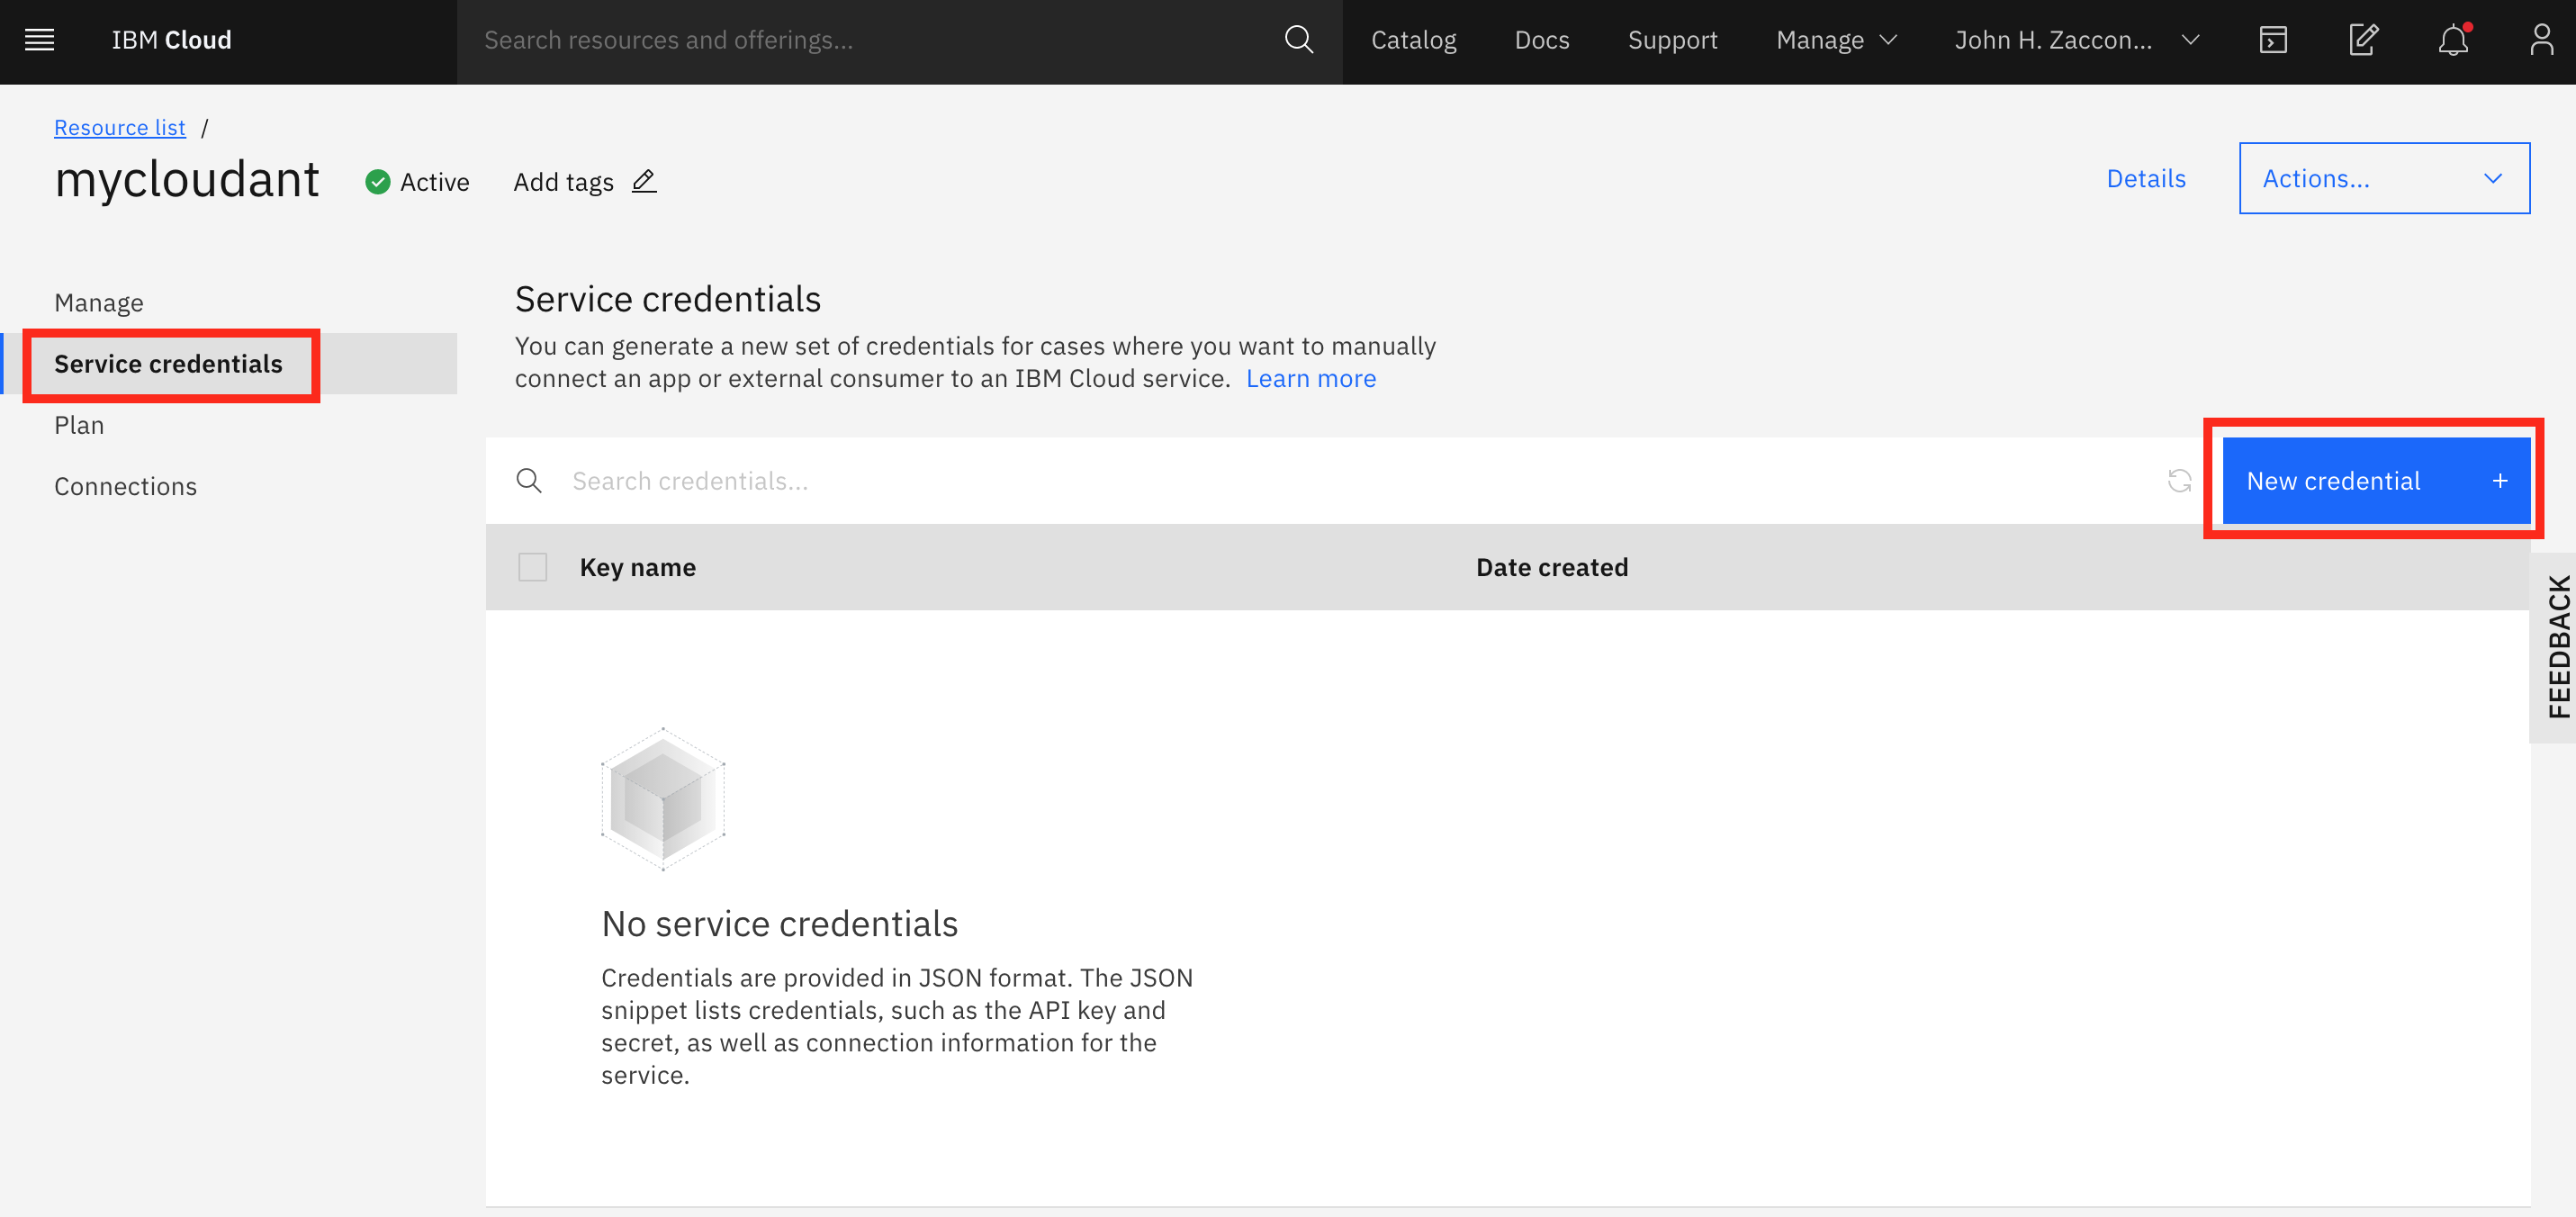 IBM Cloud
Search resources and offerings...
Catalog
Docs
Support
Manage
John H. Zaccon...
Resource list /
mycloudant
Active
Add tags
Details
Actions...
Manage
Service credentials
Plan
Connections
Service credentials
You can generate a new set of credentials for cases where you want to manually
connect an app or external consumer to an IBM Cloud service. Learn more
Search credentials...
New credential +
Key name
Date created
FEEDBACK
No service credentials
Credentials are provided in JSON format. The JSON
snippet lists credentials, such as the API key and
secret, as well as connection information for the
service.